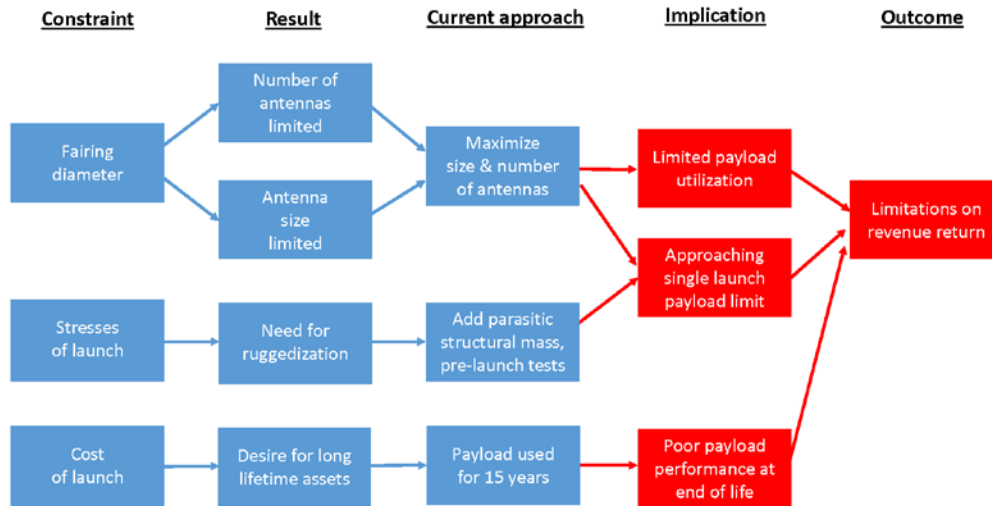 Constraint
Result
Current approach
Implication
Outcome
Number of
antennas
limited
Fairing
diameter
Maximize
size & number
of antennas
Limited payload
utilization
Antenna
size
limited
Limitations on
revenue return
Approaching
single launch
payload limit
Stresses
of launch
Need for
ruggedization
Add parasitic
structural mass,
pre-launch tests
Cost
of launch
Desire for long
lifetime assets
Payload used
for 15 years
Poor payload
performance at
end of life